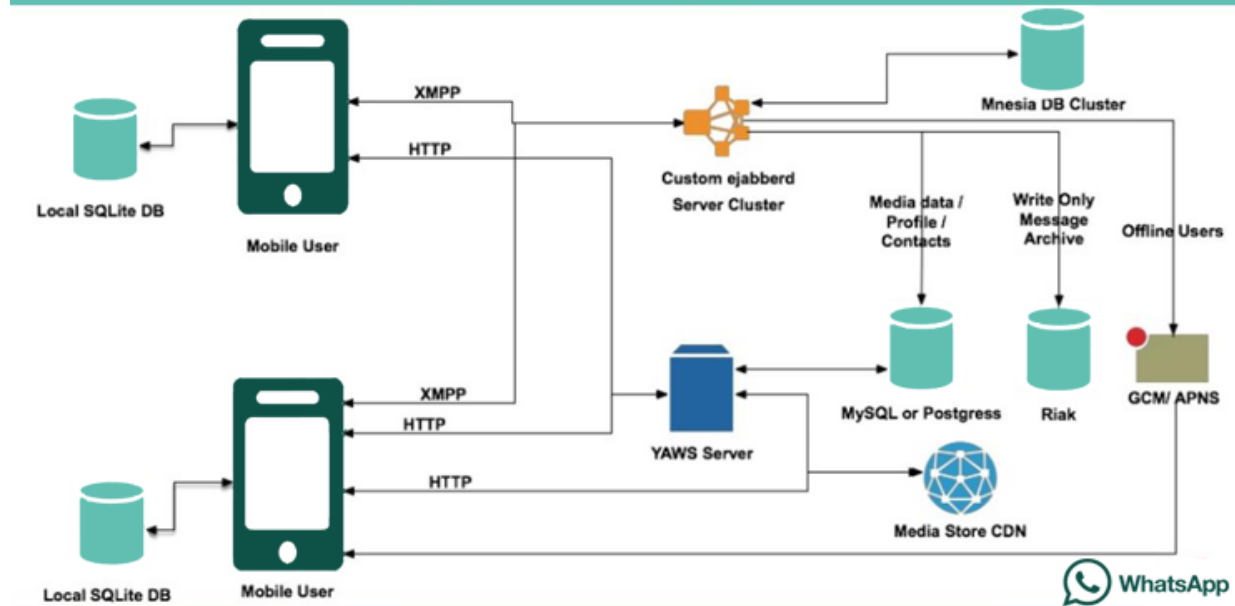 XMPP
Mnesia DB Cluster
HTTP
Custom ejabberd
Server Cluster
Local SQLite DB
Media data /
Profile /
Contacts
Write Only
Message
Archive
Offline Users
Mobile User
XMPP
HTTP
YAWS Server
MySQL or Postgress
Riak
GCM/ APNS
HTTP
Media Store CDN
Local SQLite DB
Mobile User
WhatsApp